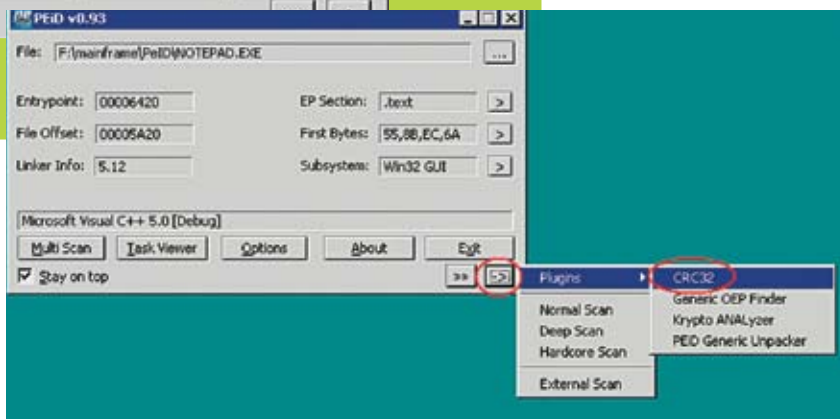 PEiD v0.93
File: F:\mainframe\PeID\NOTEPAD.EXE ...
Entrypoint: 00006420 EP Section: .text >
File Offset: 00005A20 First Bytes: 55,8B,EC,6A >
Linker Info: 5.12 Subsystem: Win32 GUI >
Microsoft Visual C++ 5.0 [Debug]
Multi Scan Task Viewer Options About Exit
Stay on top >> ->
Plugins
Normal Scan
Deep Scan
Hardcore Scan
External Scan
CRC32
Generic OEP Finder
Krypto ANALyzer
PEiD Generic Unpacker